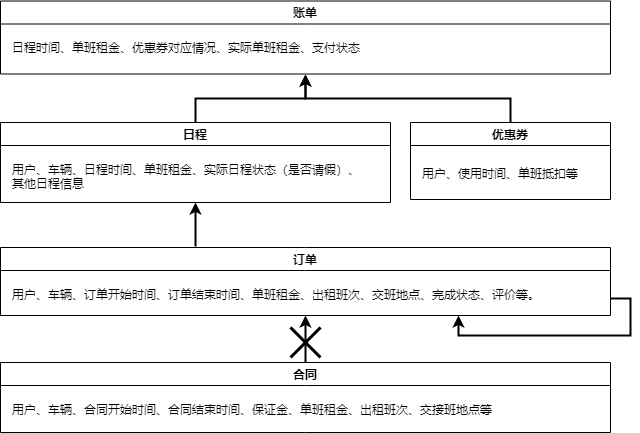 账单
日程时间、单班租金、优惠券对应情况、实际单班租金、支付状态
日程
优惠券
用户、车辆、日程时间、单班租金、实际日程状态（是否请假）、
其他日程信息
用户、使用时间、单班抵扣等
订单
用户、车辆、订单开始时间、订单结束时间、单班租金、出租班次、交班地点、完成状态、评价等。
合同
用户、车辆、合同开始时间、合同结束时间、保证金、单班租金、出租班次、交接班地点等